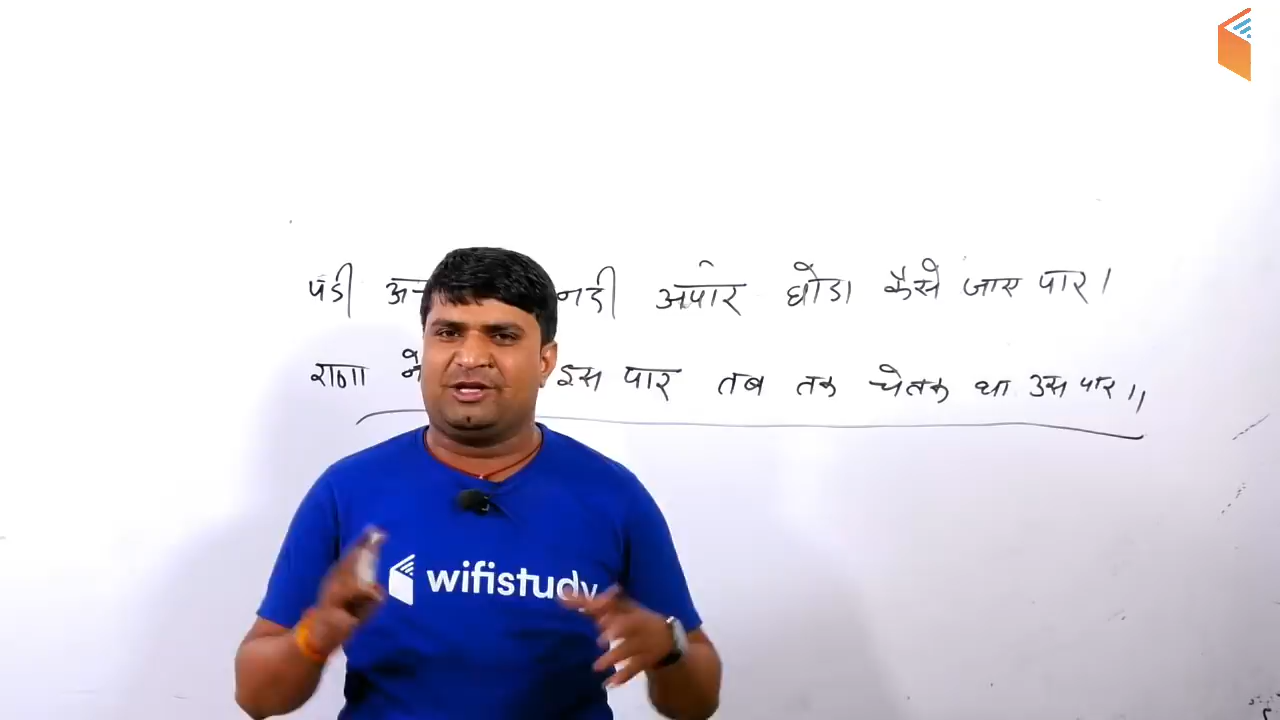 पडी नदी अपार घोडा कैसे जाए पार।
राणा ने इस पार तब तक चेतक था उस पार॥
wifistudy